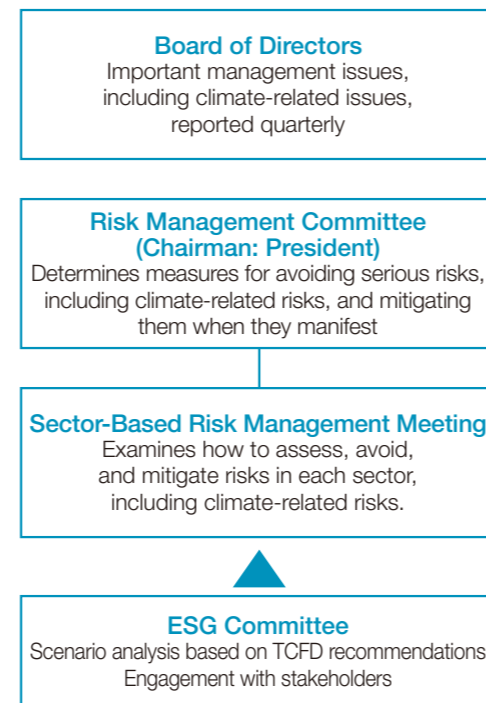 Board of Directors
Important management issues,
including climate-related issues,
reported quarterly
Risk Management Committee
(Chairman: President)
Determines measures for avoiding serious risks,
including climate-related risks, and mitigating
them when they manifest
Sector-Based Risk Management Meeting
Examines how to assess, avoid,
and mitigate risks in each sector,
including climate-related risks.
ESG Committee
Scenario analysis based on TCFD recommendations
Engagement with stakeholders